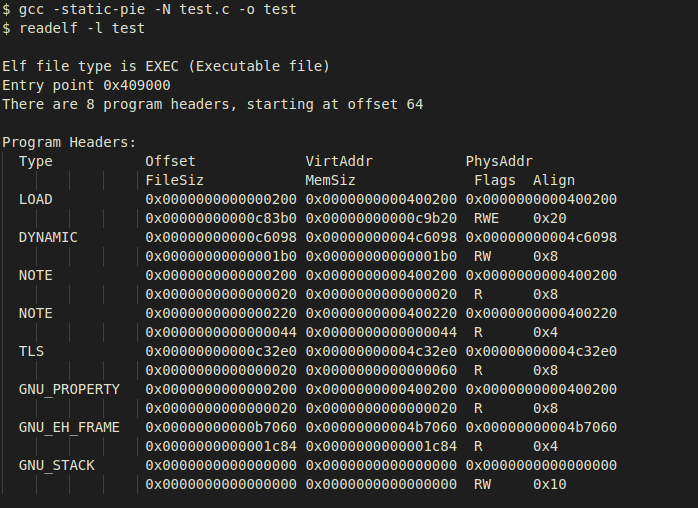 $ gcc -static-pie -N test.c -o test
$ readelf -l test
Elf file type is EXEC (Executable file)
Entry point 0x409000
There are 8 program headers, starting at offset 64
Program Headers:
Type Offset VirtAddr PhysAddr
FileSiz MemSiz Flags Align
LOAD 0x0000000000000200 0x0000000000400200 0x0000000000400200
0x00000000000c83b0 0x00000000000c9b20 RWE 0x20
DYNAMIC 0x00000000000c6098 0x00000000004c6098 0x00000000004c6098
0x00000000000001b0 0x00000000000001b0 RW 0x8
NOTE 0x0000000000000200 0x0000000000400200 0x0000000000400200
0x0000000000000020 0x0000000000000020 R 0x8
NOTE 0x0000000000000220 0x0000000000400220 0x0000000000400220
0x0000000000000044 0x0000000000000044 R 0x4
TLS 0x00000000000c32e0 0x00000000004c32e0 0x00000000004c32e0
0x0000000000000020 0x0000000000000060 R 0x8
GNU_PROPERTY 0x0000000000000200 0x0000000000400200 0x0000000000400200
0x0000000000000020 0x0000000000000020 R 0x8
GNU_EH_FRAME 0x00000000000b7060 0x00000000004b7060 0x00000000004b7060
0x0000000000001c84 0x0000000000001c84 R 0x4
GNU_STACK 0x0000000000000000 0x0000000000000000 0x0000000000000000
0x0000000000000000 0x0000000000000000 RW 0x10